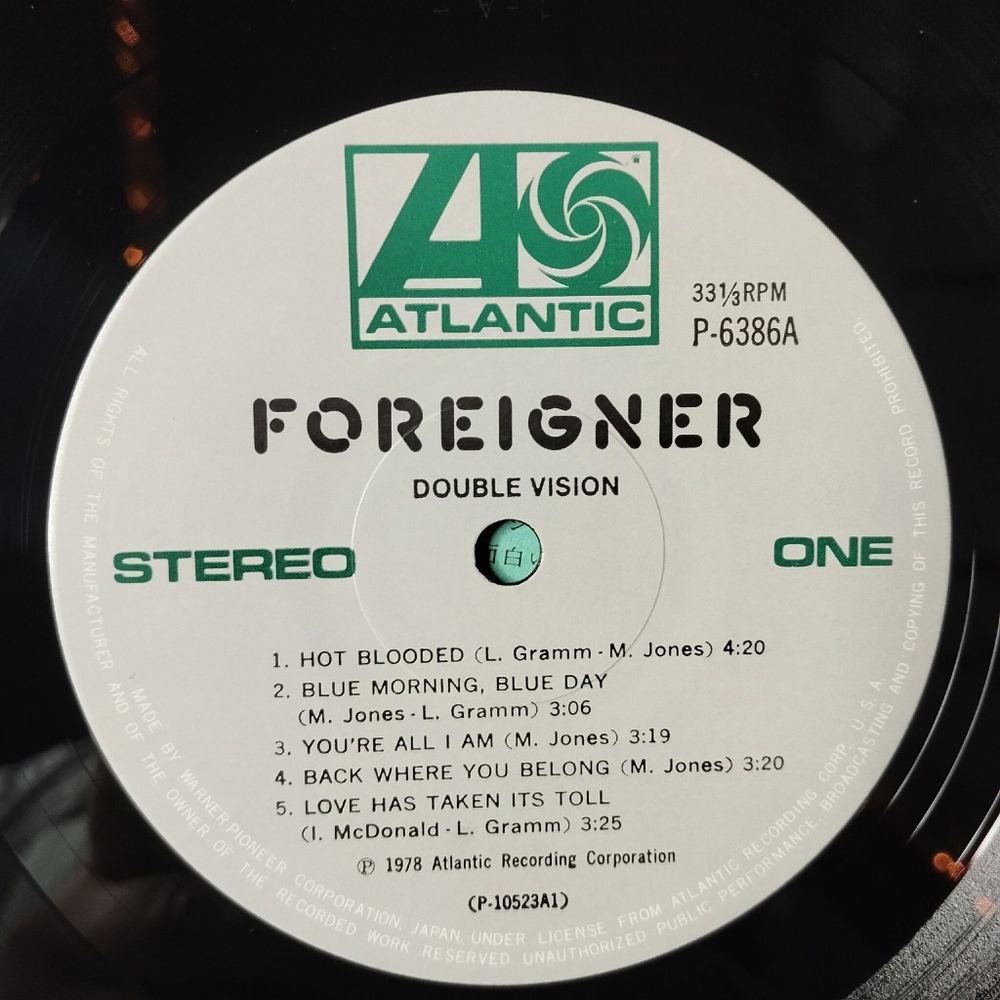 ATLANTIC
33⅓RPM
P-6386A
FOREIGNER
DOUBLE VISION
STEREO
白い
ONE
1. HOT BLOODED (L. Gramm - M. Jones) 4:20
2. BLUE MORNING, BLUE DAY
(M. Jones - L. Gramm) 3:06
3. YOU'RE ALL I AM (M. Jones) 3:19
4. BACK WHERE YOU BELONG (M. Jones) 3:20
5. LOVE HAS TAKEN ITS TOLL
(I. McDonald - L. Gramm) 3:25
Ⓟ 1978 Atlantic Recording Corporation
(P-10523A1)
MADE BY WARNER-PIONEER CORPORATION, JAPAN, UNDER LICENSE FROM ATLANTIC RECORDING CORP., U. S. A.
ALL RIGHTS OF THE MANUFACTURER AND OF THE OWNER OF THE RECORDED WORK RESERVED. UNAUTHORIZED PUBLIC PERFORMANCE, BROADCASTING AND COPYING OF THIS RECORD PROHIBITED.